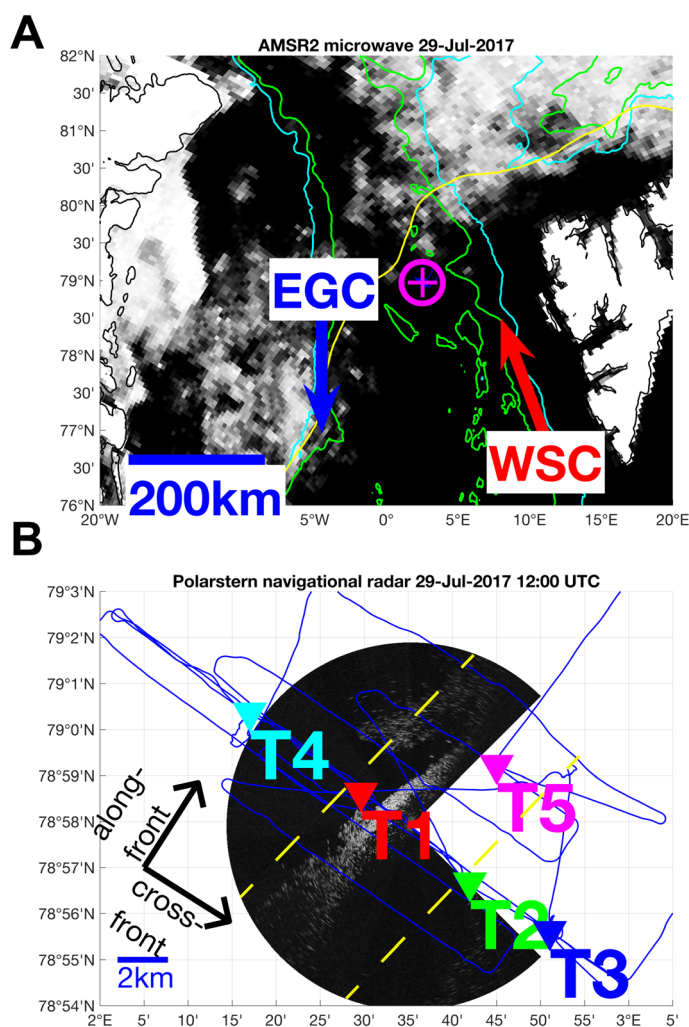 A
AMSR2 microwave 29-Jul-2017
82°N
30'
81°N
30'
80°N
30'
79°N
30'
78°N
30'
77°N
30'
76°N
EGC
WSC
200km
20°W
15°W
5°W
0°
5°E
10°E
15°E
20°E
B
Polarstern navigational radar 29-Jul-2017 12:00 UTC
79°3'N
79°2'N
79°1'N
79°0'N
78°59'N
78°58'N
78°57'N
78°56'N
78°55'N
78°54'N
T4
T5
T1
T2
T3
along-
front
cross-
front
2km
2°E
5'
10'
15'
20'
25'
30'
35'
40'
45'
50'
55'
3°E
5'